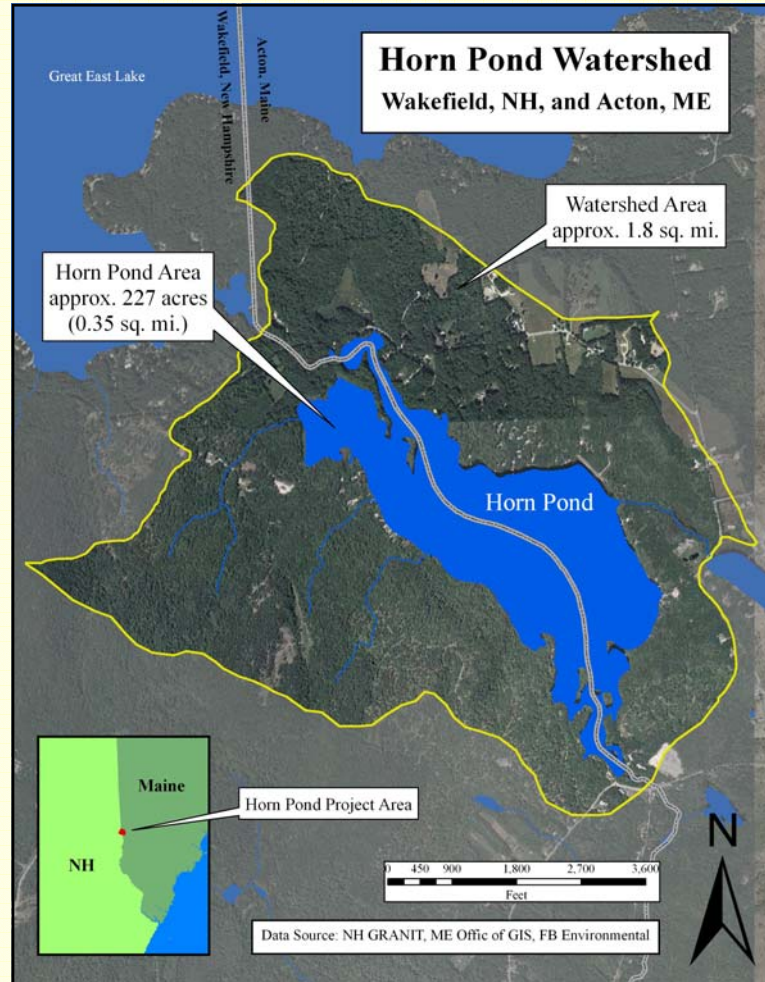 Horn Pond Watershed
Wakefield, NH, and Acton, ME
Great East Lake
Acton, Maine
Wakefield, New Hampshire
Watershed Area
approx. 1.8 sq. mi.
Horn Pond Area
approx. 227 acres
(0.35 sq. mi.)
Horn Pond
Maine
NH
Horn Pond Project Area
N
0 450 900 1,800 2,700 3,600
Feet
Data Source: NH GRANIT, ME Offic of GIS, FB Environmental